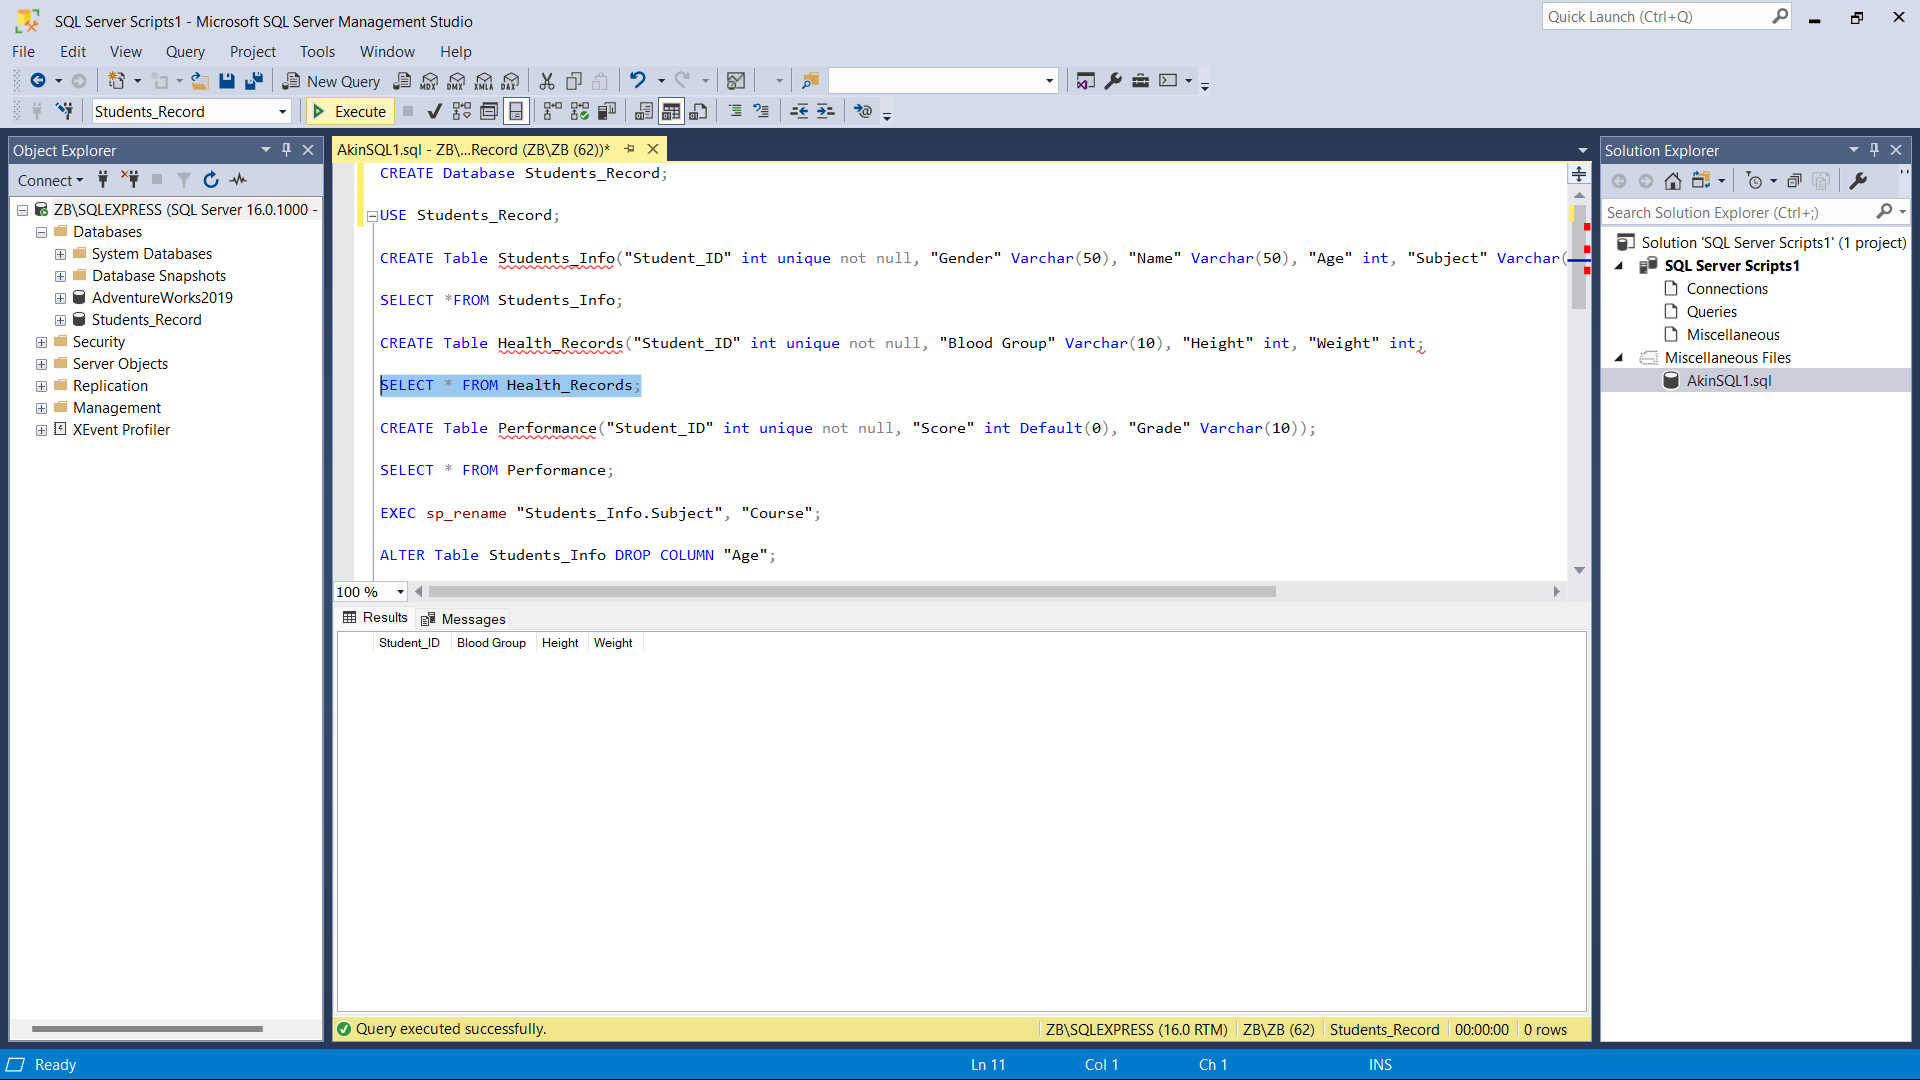 SQL Server Scripts1 - Microsoft SQL Server Management Studio
Quick Launch (Ctrl+Q)
File Edit View Query Project Tools Window Help
New Query
MDX DMX XMLA DAX
Students_Record
Execute
Object Explorer
Connect
ZB\SQLEXPRESS (SQL Server 16.0.1000 -
Databases
System Databases
Database Snapshots
AdventureWorks2019
Students_Record
Security
Server Objects
Replication
Management
XEvent Profiler
AkinSQL1.sql - ZB\...Record (ZB\ZB (62))*
CREATE Database Students_Record;
USE Students_Record;
CREATE Table Students_Info("Student_ID" int unique not null, "Gender" Varchar(50), "Name" Varchar(50), "Age" int, "Subject" Varchar(
SELECT *FROM Students_Info;
CREATE Table Health_Records("Student_ID" int unique not null, "Blood Group" Varchar(10), "Height" int, "Weight" int;
SELECT * FROM Health_Records;
CREATE Table Performance("Student_ID" int unique not null, "Score" int Default(0), "Grade" Varchar(10));
SELECT * FROM Performance;
EXEC sp_rename "Students_Info.Subject", "Course";
ALTER Table Students_Info DROP COLUMN "Age";
100 %
Results Messages
Student_ID Blood Group Height Weight
Query executed successfully.
ZB\SQLEXPRESS (16.0 RTM) ZB\ZB (62) Students_Record 00:00:00 0 rows
Solution Explorer
Search Solution Explorer (Ctrl+;)
Solution 'SQL Server Scripts1' (1 project)
SQL Server Scripts1
Connections
Queries
Miscellaneous
Miscellaneous Files
AkinSQL1.sql
Ready
Ln 11 Col 1 Ch 1 INS